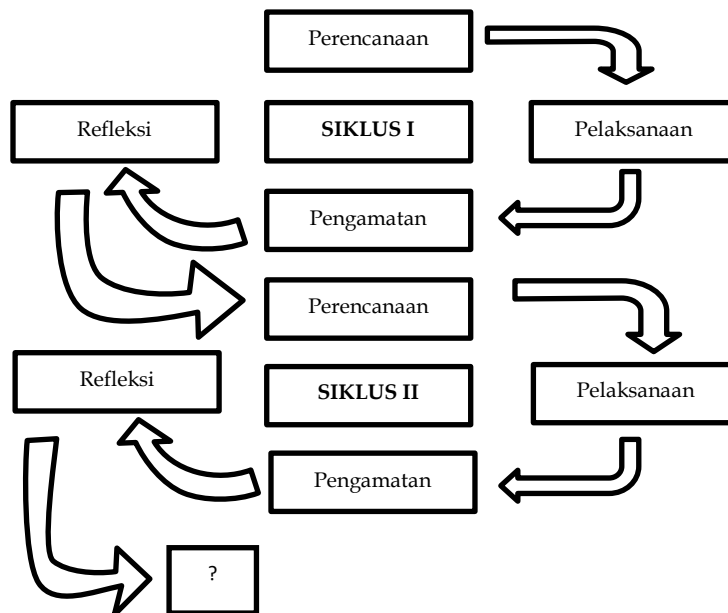 Perencanaan
Refleksi
SIKLUS I
Pelaksanaan
Pengamatan
Perencanaan
Refleksi
SIKLUS II
Pelaksanaan
Pengamatan
?